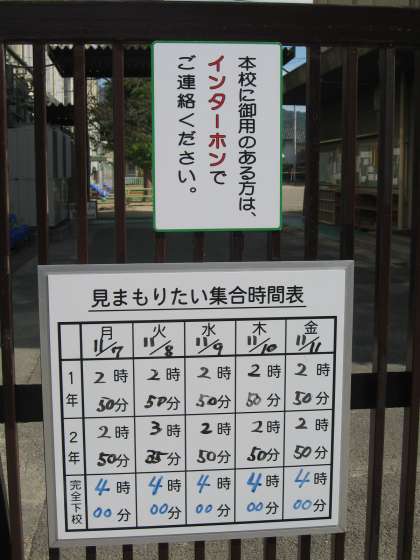 本校に御用のある方は、
インターホンで
ご連絡ください。
見まもりたい集合時間表
月 火 水 木 金
11/7 11/8 11/9 11/10 11/11
1年 2時 2時 2時 2時 2時
50分 50分 50分 50分 50分
2年 2時 3時 2時 2時 2時
50分 35分 50分 50分 50分
完全下校 4時 4時 4時 4時 4時
00分 00分 00分 00分 00分